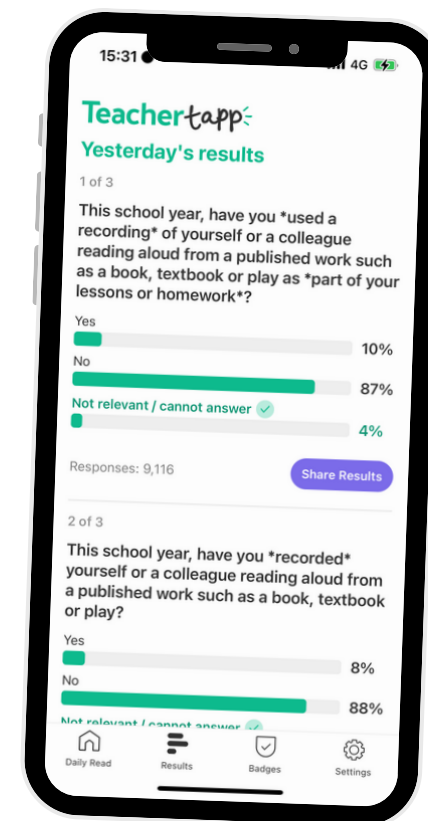 15:31
4G
Teachertapp
Yesterday's results
1 of 3
This school year, have you *used a
recording* of yourself or a colleague
reading aloud from a published work such
as a book, textbook or play as *part of your
lessons or homework*?
Yes
10%
No
87%
Not relevant / cannot answer
4%
Responses: 9,116
Share Results
2 of 3
This school year, have you *recorded*
yourself or a colleague reading aloud from
a published work such as a book, textbook
or play?
Yes
8%
No
88%
Not relevant / cannot answer
Daily Read
Results
Badges
Settings